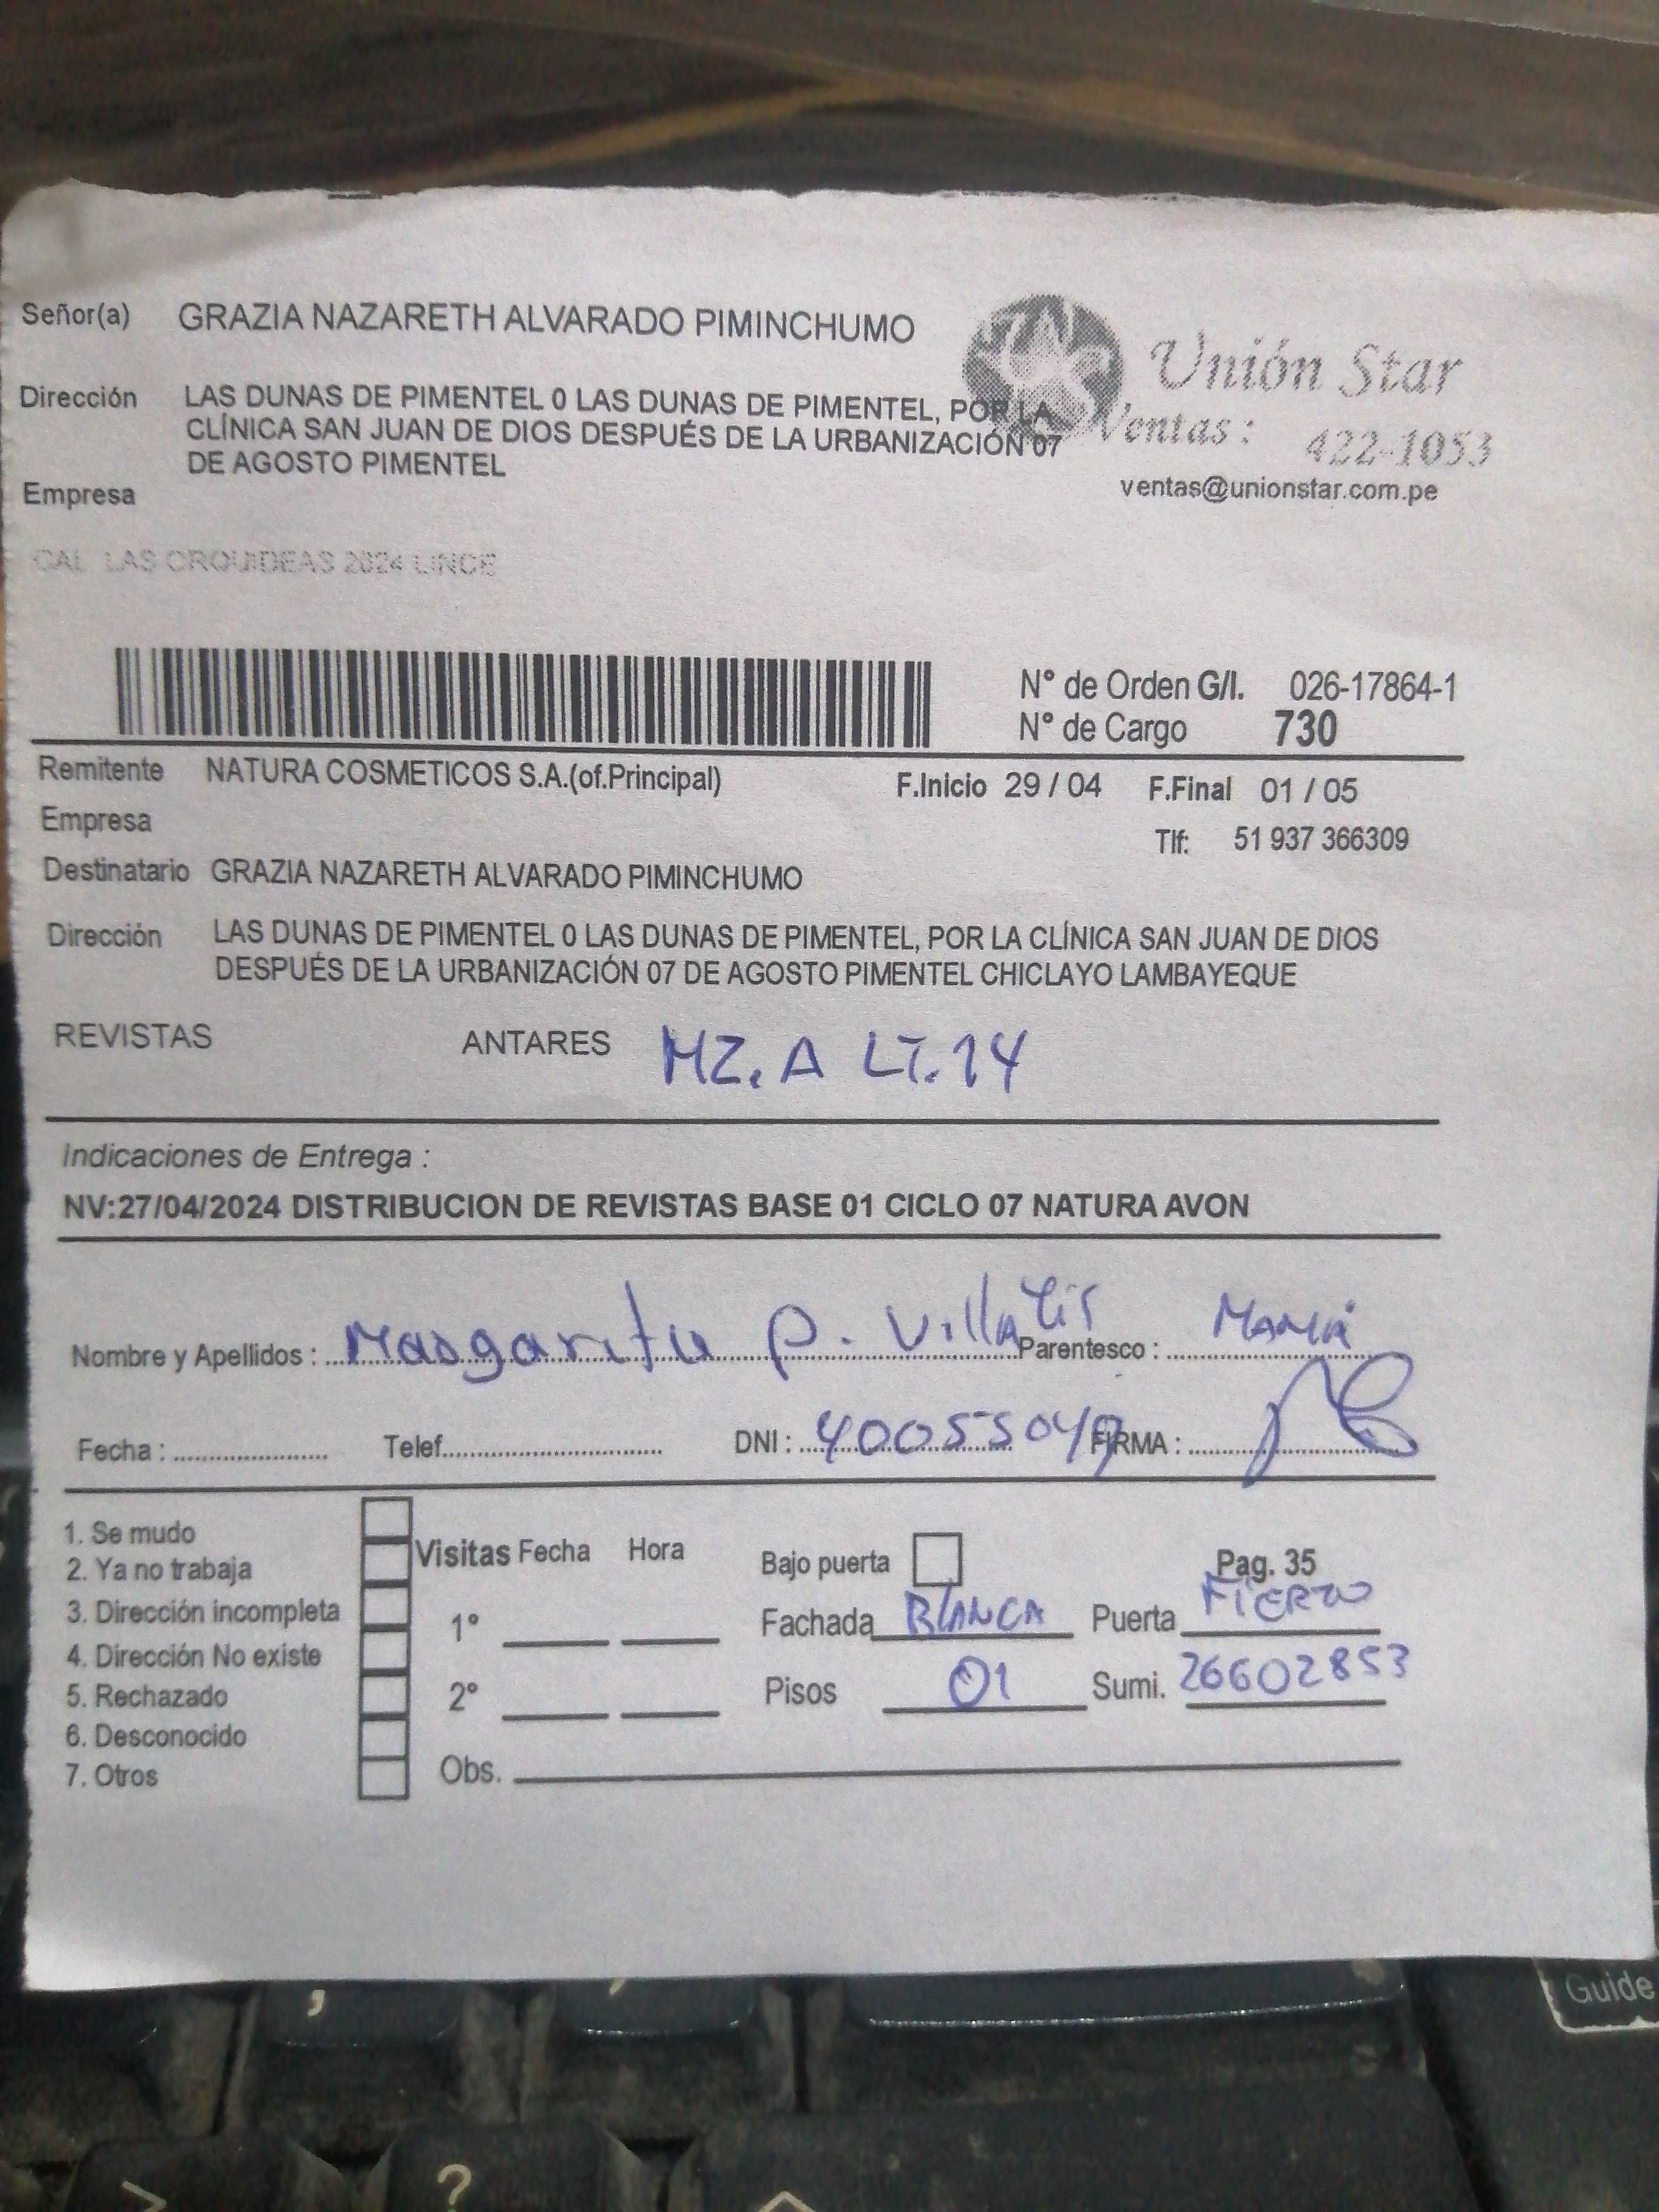 Señor(a) GRAZIA NAZARETH ALVARADO PIMINCHUMO
Unión Star
Dirección LAS DUNAS DE PIMENTEL 0 LAS DUNAS DE PIMENTEL, POR LA
CLÍNICA SAN JUAN DE DIOS DESPUÉS DE LA URBANIZACIÓN 07
DE AGOSTO PIMENTEL
Ventas: 422-1053
ventas@unionstar.com.pe
Empresa
CAL LAS ORQUIDEAS 2024 LINCE
N° de Orden G/I. 026-17864-1
N° de Cargo 730
Remitente NATURA COSMETICOS S.A.(of.Principal) F.Inicio 29 / 04 F.Final 01 / 05
Empresa
Tlf: 51 937 366309
Destinatario GRAZIA NAZARETH ALVARADO PIMINCHUMO
Dirección LAS DUNAS DE PIMENTEL 0 LAS DUNAS DE PIMENTEL, POR LA CLÍNICA SAN JUAN DE DIOS
DESPUÉS DE LA URBANIZACIÓN 07 DE AGOSTO PIMENTEL CHICLAYO LAMBAYEQUE
REVISTAS ANTARES MZ. A LT. 14
Indicaciones de Entrega :
NV:27/04/2024 DISTRIBUCION DE REVISTAS BASE 01 CICLO 07 NATURA AVON
Nombre y Apellidos : Margarita P. Parentesco : MAMÁ
Fecha : Telef. DNI : FIRMA :
1. Se mudo
2. Ya no trabaja
3. Dirección incompleta
4. Dirección No existe
5. Rechazado
6. Desconocido
7. Otros
Visitas Fecha Hora
1°
2°
Obs.
Bajo puerta Pag. 35
Fachada BLANCA Puerta FIERRO
Pisos 01 Sumi. 26602853
Guide
, ' > ?